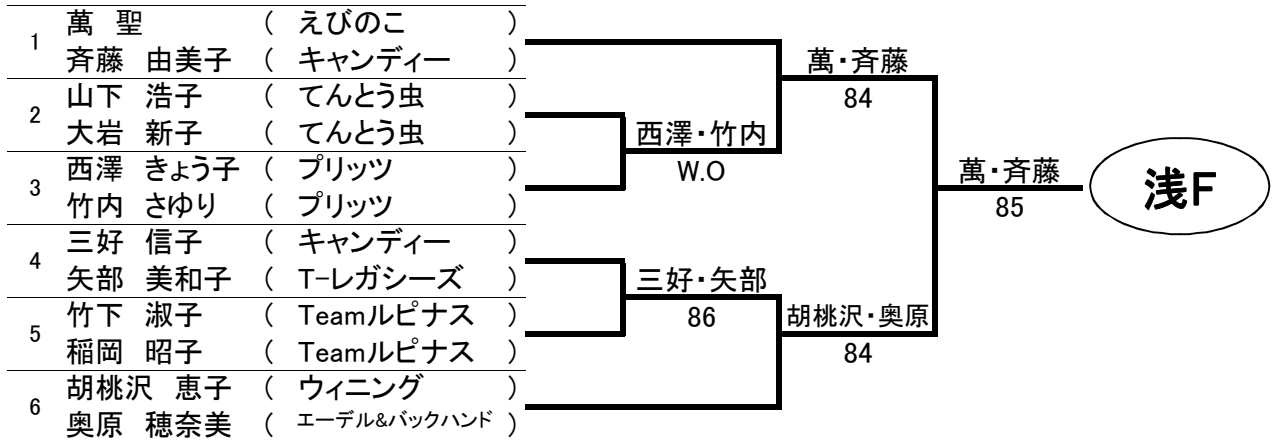 1
萬 聖 ( えびのこ )
斉藤 由美子 ( キャンディー )
2
山下 浩子 ( てんとう虫 )
大岩 新子 ( てんとう虫 )
3
西澤 きょう子 ( プリッツ )
竹内 さゆり ( プリッツ )
4
三好 信子 ( キャンディー )
矢部 美和子 ( T-レガシーズ )
5
竹下 淑子 ( Teamルピナス )
稲岡 昭子 ( Teamルピナス )
6
胡桃沢 恵子 ( ウィニング )
奥原 穂奈美 ( エーデル&バックハンド )
西澤・竹内
W.O
三好・矢部
86
萬・斉藤
84
胡桃沢・奥原
84
萬・斉藤
85
浅F